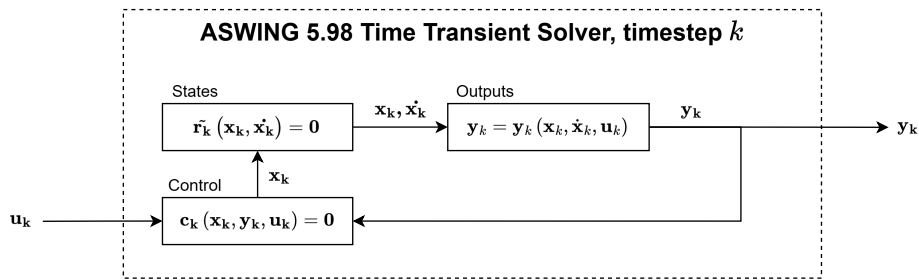 ASWING 5.98 Time Transient Solver, timestep k
States
Outputs
r̃_k (x_k, ẋ_k) = 0
x_k, ẋ_k
y_k = y_k (x_k, ẋ_k, u_k)
y_k
y_k
x_k
Control
u_k
c_k (x_k, y_k, u_k) = 0